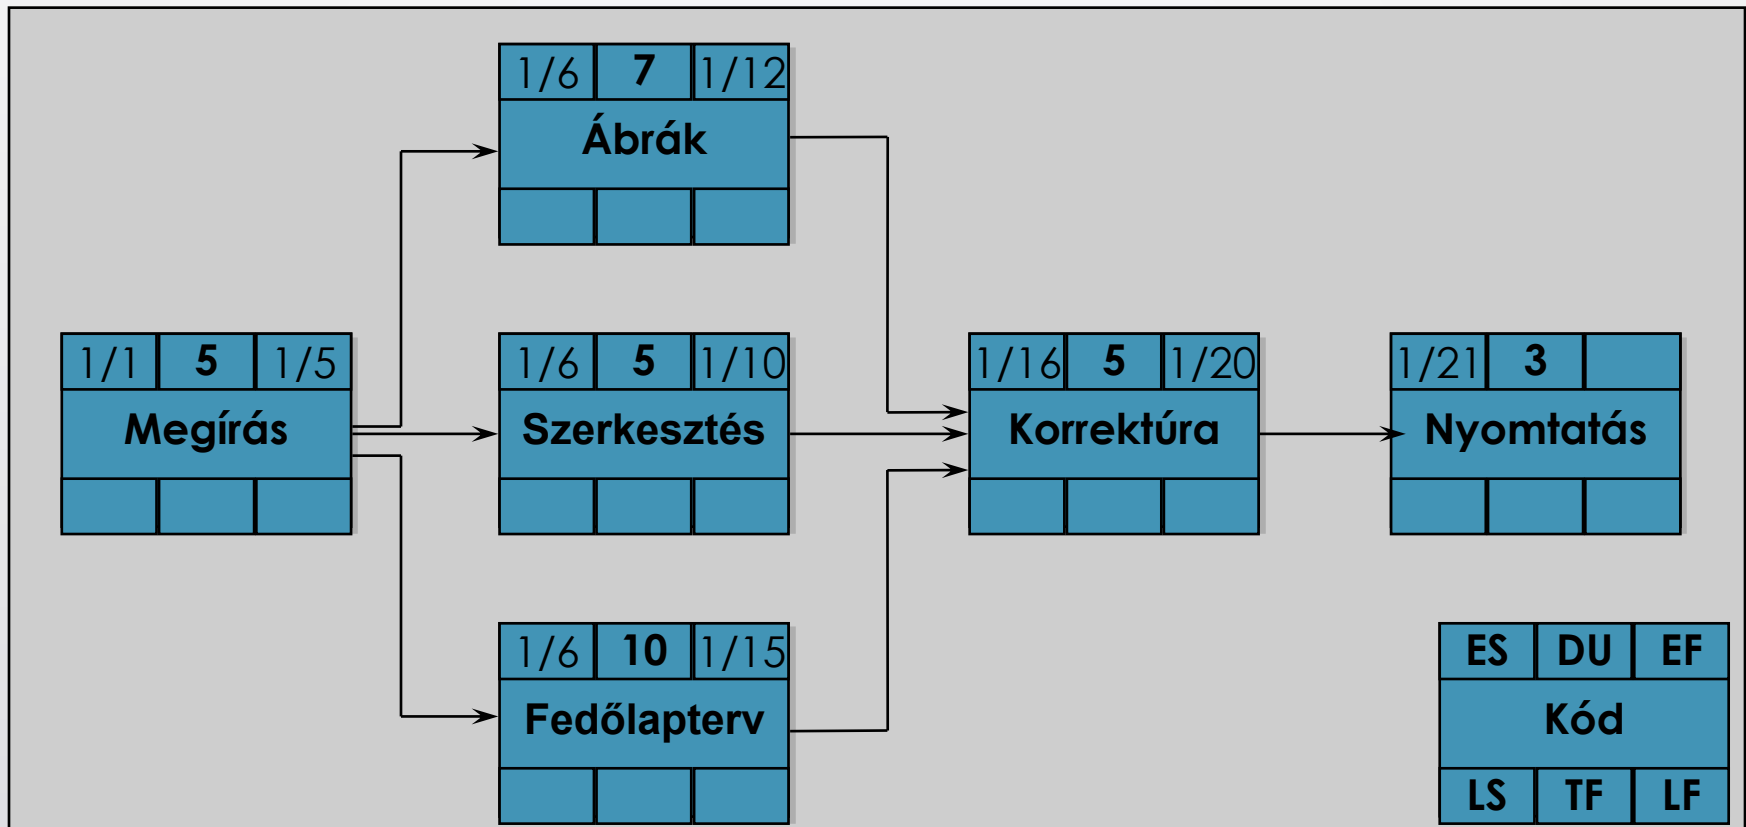 1/6 7 1/12
Ábrák
1/1 5 1/5
Megírás
1/6 5 1/10
Szerkesztés
1/16 5 1/20
Korrektúra
1/21 3
Nyomtatás
1/6 10 1/15
Fedőlapterv
ES DU EF
Kód
LS TF LF